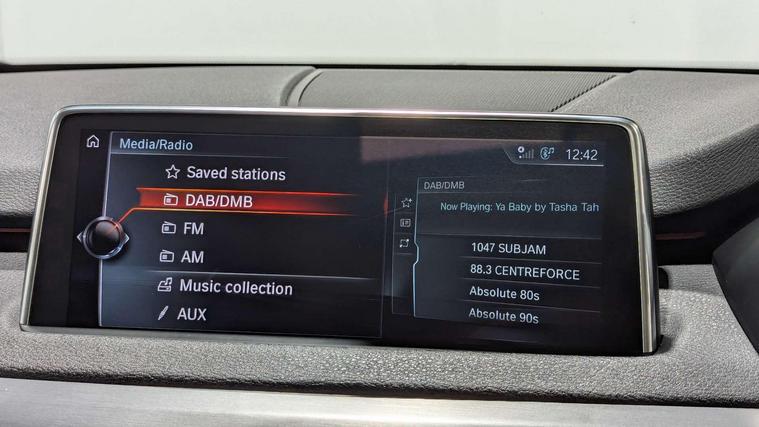 Media/Radio
12:42
Saved stations
DAB/DMB
FM
AM
Music collection
AUX
DAB/DMB
Now Playing: Ya Baby by Tasha Tah
1047 SUBJAM
88.3 CENTREFORCE
Absolute 80s
Absolute 90s